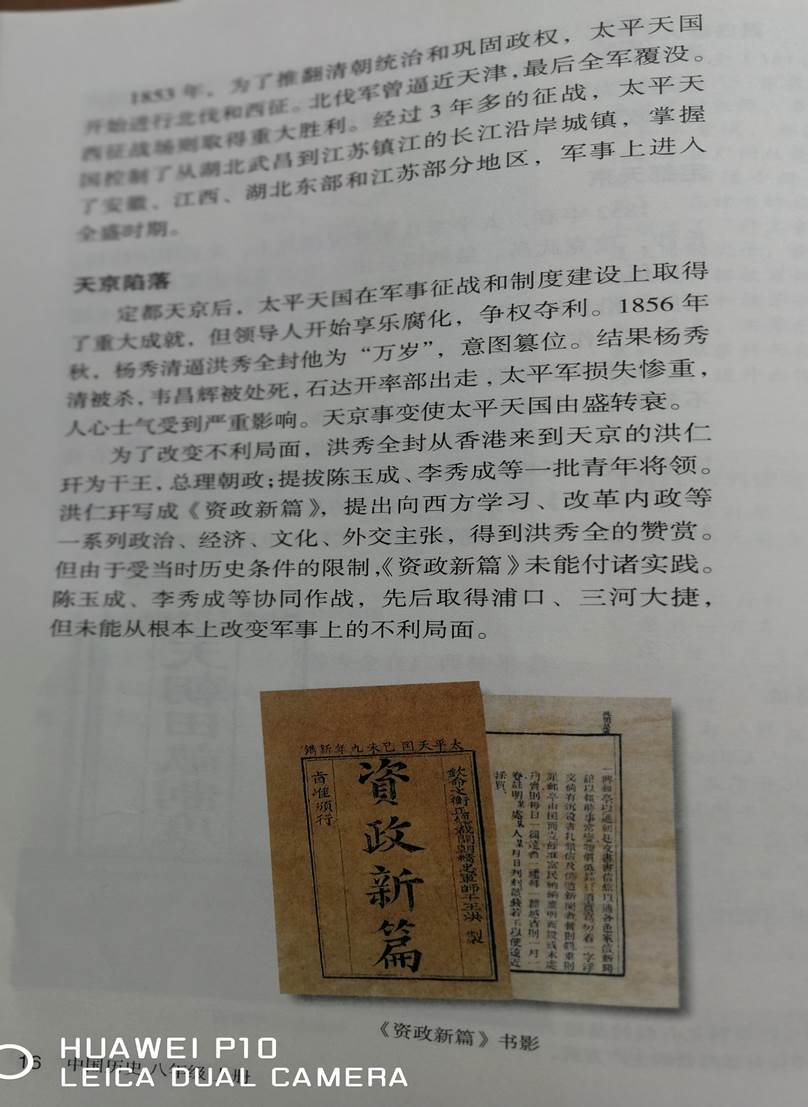 1853 年，为了推翻清朝统治和巩固政权，太平天国
开始进行北伐和西征。北伐军曾逼近天津，最后全军覆没。
西征战场则取得重大胜利。经过 3 年多的征战，太平天
国控制了从湖北武昌到江苏镇江的长江沿岸城镇，掌握
了安徽、江西、湖北东部和江苏部分地区，军事上进入
全盛时期。
天京陷落
定都天京后，太平天国在军事征战和制度建设上取得
了重大成就，但领导人开始享乐腐化，争权夺利。1856 年
秋，杨秀清逼洪秀全封他为“万岁”，意图篡位。结果杨秀
清被杀，韦昌辉被处死，石达开率部出走，太平军损失惨重，
人心士气受到严重影响。天京事变使太平天国由盛转衰。
为了改变不利局面，洪秀全封从香港来到天京的洪仁
玕为干王，总理朝政；提拔陈玉成、李秀成等一批青年将领。
洪仁玕写成《资政新篇》，提出向西方学习、改革内政等
一系列政治、经济、文化、外交主张，得到洪秀全的赞赏。
但由于受当时历史条件的限制，《资政新篇》未能付诸实践。
陈玉成、李秀成等协同作战，先后取得浦口、三河大捷，
但未能从根本上改变军事上的不利局面。
太平天囯己未九年新鐫
資政新篇
旨准頒行
《资政新篇》书影
16 中国历史 八年级 上册
HUAWEI P10
LEICA DUAL CAMERA